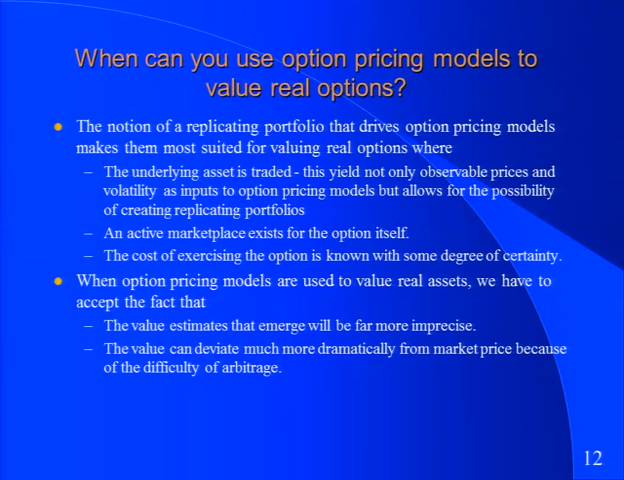 When can you use option pricing models to
value real options?
The notion of a replicating portfolio that drives option pricing models
makes them most suited for valuing real options where
– The underlying asset is traded - this yield not only observable prices and
volatility as inputs to option pricing models but allows for the possibility
of creating replicating portfolios
– An active marketplace exists for the option itself.
– The cost of exercising the option is known with some degree of certainty.
When option pricing models are used to value real assets, we have to
accept the fact that
– The value estimates that emerge will be far more imprecise.
– The value can deviate much more dramatically from market price because
of the difficulty of arbitrage.
12